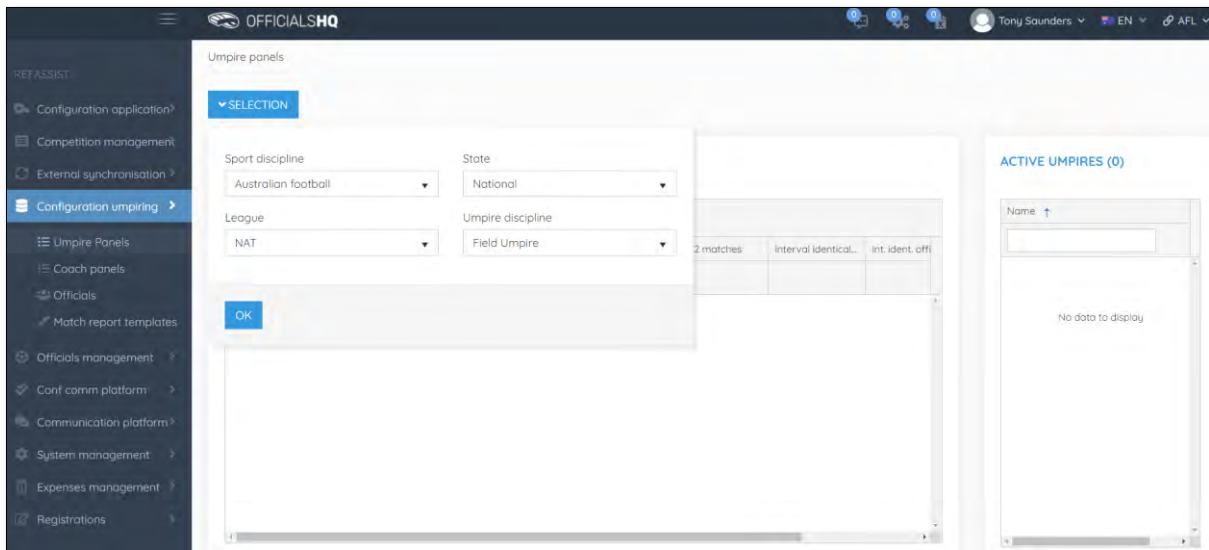 OFFICIALSHQ
0 0 0 Tony Saunders EN AFL
REFASSIST
Configuration application
Competition management
External synchronisation
Configuration umpiring
Umpire Panels
Coach panels
Officials
Match report templates
Officials management
Conf comm platform
Communication platform
System management
Expenses management
Registrations
Umpire panels
SELECTION
Sport discipline State
Australian football National
League Umpire discipline
NAT Field Umpire
OK
2 matches Interval identical... Int. ident. offi
ACTIVE UMPIRES (0)
Name
No data to display